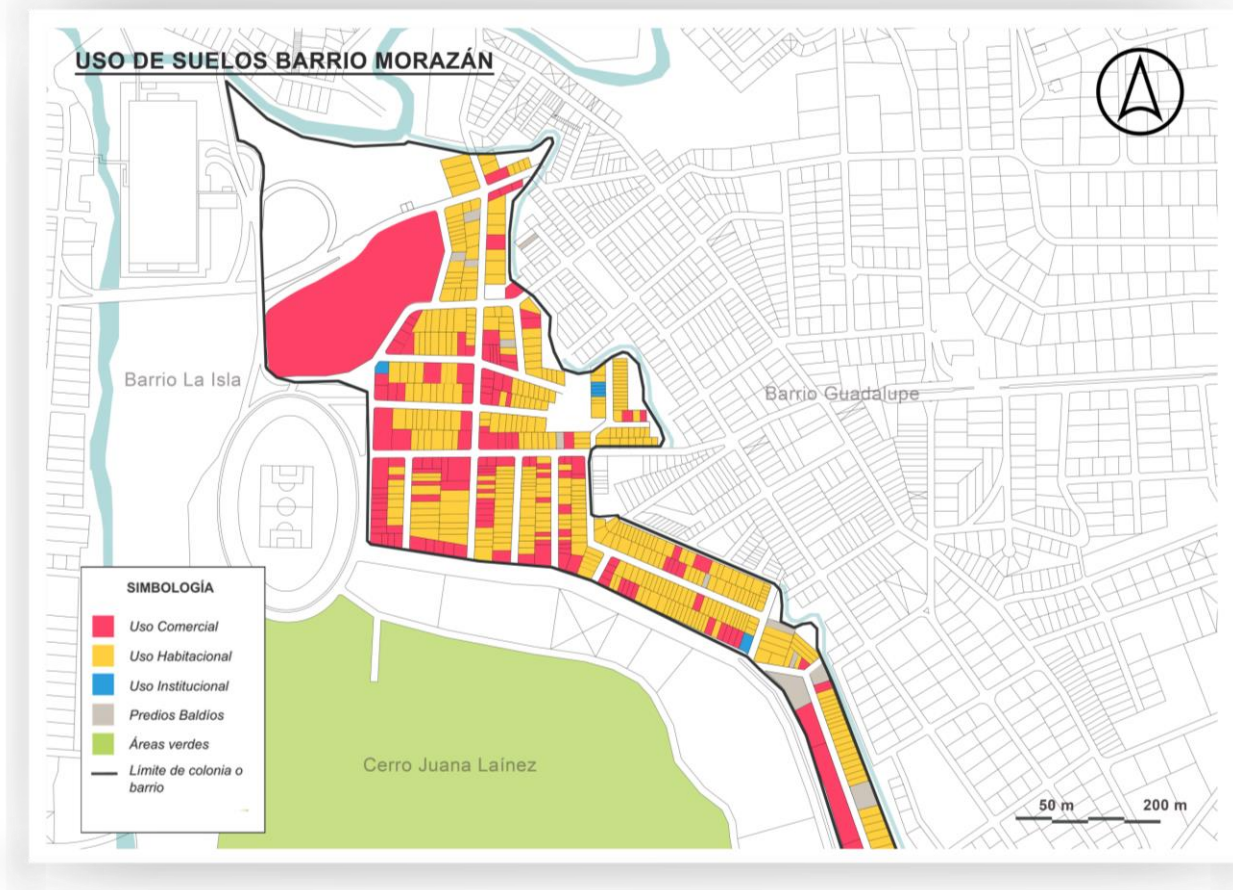 USO DE SUELOS BARRIO MORAZÁN
Barrio La Isla
Barrio Guadalupe
SIMBOLOGÍA
Uso Comercial
Uso Habitacional
Uso Institucional
Predios Baldíos
Áreas verdes
Límite de colonia o
barrio
Cerro Juana Laínez
50 m 200 m